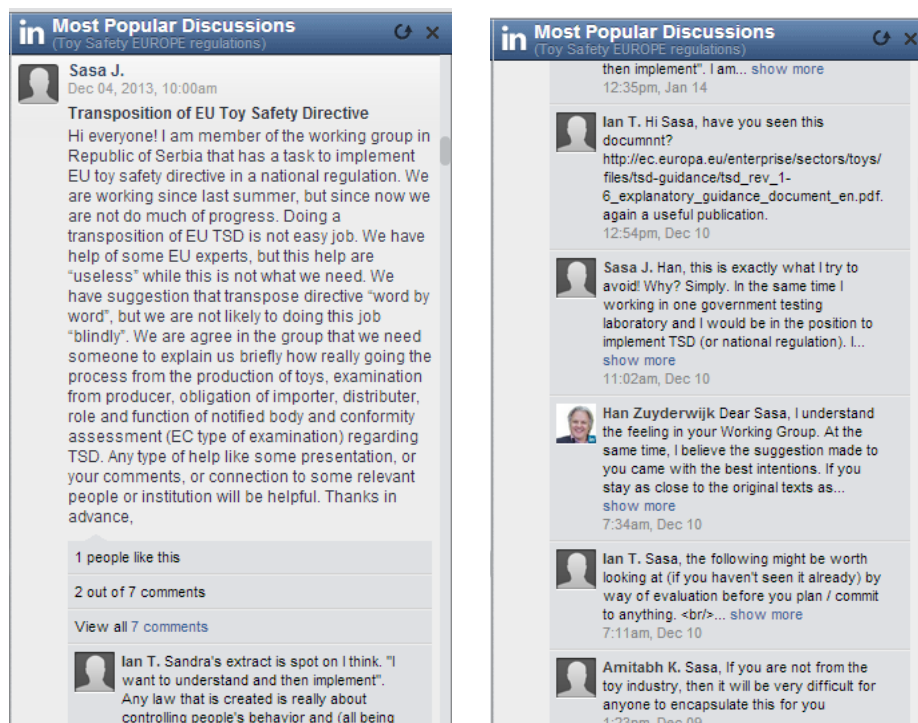 in Most Popular Discussions
(Toy Safety EUROPE regulations)
Sasa J.
Dec 04, 2013, 10:00am
Transposition of EU Toy Safety Directive
Hi everyone! I am member of the working group in
Republic of Serbia that has a task to implement
EU toy safety directive in a national regulation. We
are working since last summer, but since now we
are not do much of progress. Doing a
transposition of EU TSD is not easy job. We have
help of some EU experts, but this help are
“useless” while this is not what we need. We
have suggestion that transpose directive “word by
word”, but we are not likely to doing this job
“blindly”. We are agree in the group that we need
someone to explain us briefly how really going the
process from the production of toys, examination
from producer, obligation of importer, distributer,
role and function of notified body and conformity
assessment (EC type of examination) regarding
TSD. Any type of help like some presentation, or
your comments, or connection to some relevant
people or institution will be helpful. Thanks in
advance,
1 people like this
2 out of 7 comments
View all 7 comments
Ian T. Sandra's extract is spot on I think. "I
want to understand and then implement".
Any law that is created is really about
controlling people's behavior and (all being
in Most Popular Discussions
(Toy Safety EUROPE regulations)
then implement". I am... show more
12:35pm, Jan 14
Ian T. Hi Sasa, have you seen this
documnnt?
http://ec.europa.eu/enterprise/sectors/toys/
files/tsd-guidance/tsd_rev_1-
6_explanatory_guidance_document_en.pdf.
again a useful publication.
12:54pm, Dec 10
Sasa J. Han, this is exactly what I try to
avoid! Why? Simply. In the same time I
working in one government testing
laboratory and I would be in the position to
implement TSD (or national regulation). I...
show more
11:02am, Dec 10
Han Zuyderwijk Dear Sasa, I understand
the feeling in your Working Group. At the
same time, I believe the suggestion made to
you came with the best intentions. If you
stay as close to the original texts as...
show more
7:34am, Dec 10
Ian T. Sasa, the following might be worth
looking at (if you haven't seen it already) by
way of evaluation before you plan / commit
to anything. <br/>... show more
7:11am, Dec 10
Amitabh K. Sasa, If you are not from the
toy industry, then it will be very difficult for
anyone to encapsulate this for you
1:23pm, Dec 09